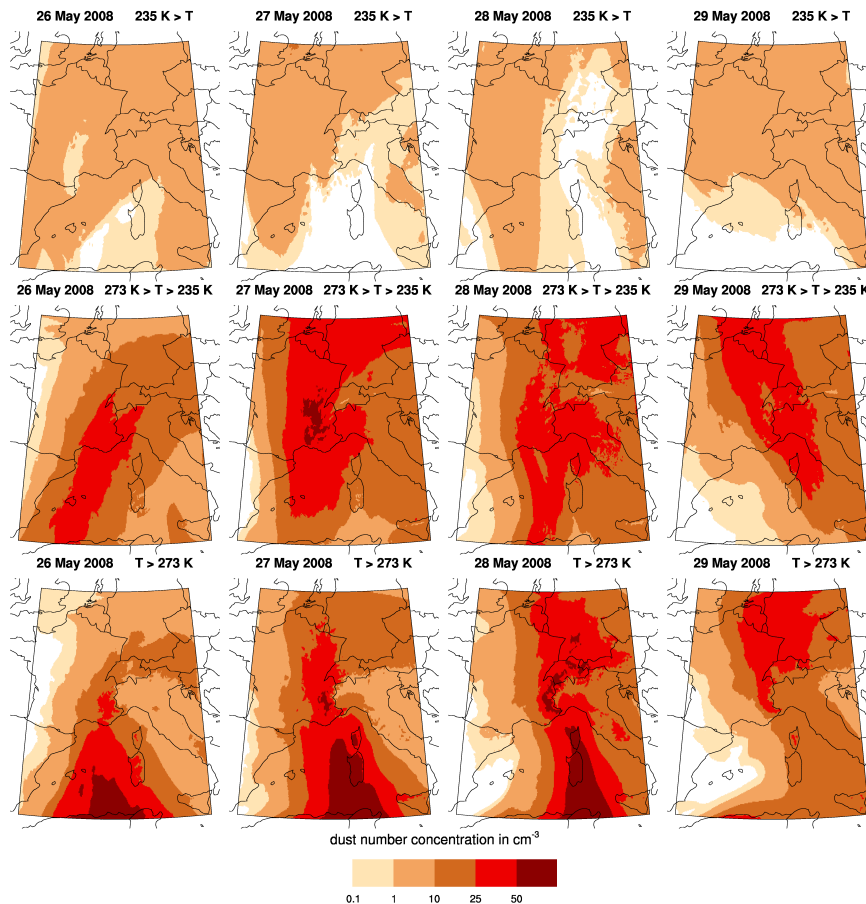 26 May 2008 235 K > T
27 May 2008 235 K > T
28 May 2008 235 K > T
29 May 2008 235 K > T
26 May 2008 273 K > T > 235 K
27 May 2008 273 K > T > 235 K
28 May 2008 273 K > T > 235 K
29 May 2008 273 K > T > 235 K
26 May 2008 T > 273 K
27 May 2008 T > 273 K
28 May 2008 T > 273 K
29 May 2008 T > 273 K
dust number concentration in cm⁻³
0.1 1 10 25 50